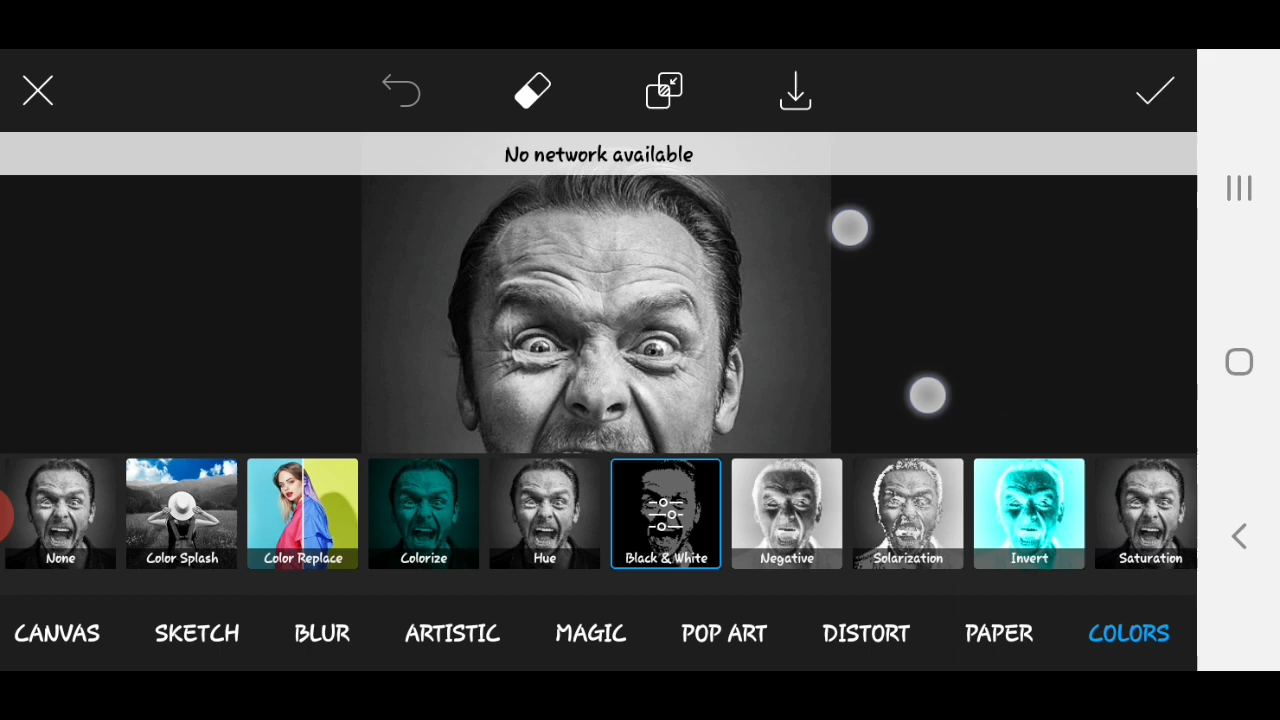 No network available
None
Color Splash
Color Replace
Colorize
Hue
Black & White
Negative
Solarization
Invert
Saturation
CANVAS
SKETCH
BLUR
ARTISTIC
MAGIC
POP ART
DISTORT
PAPER
COLORS